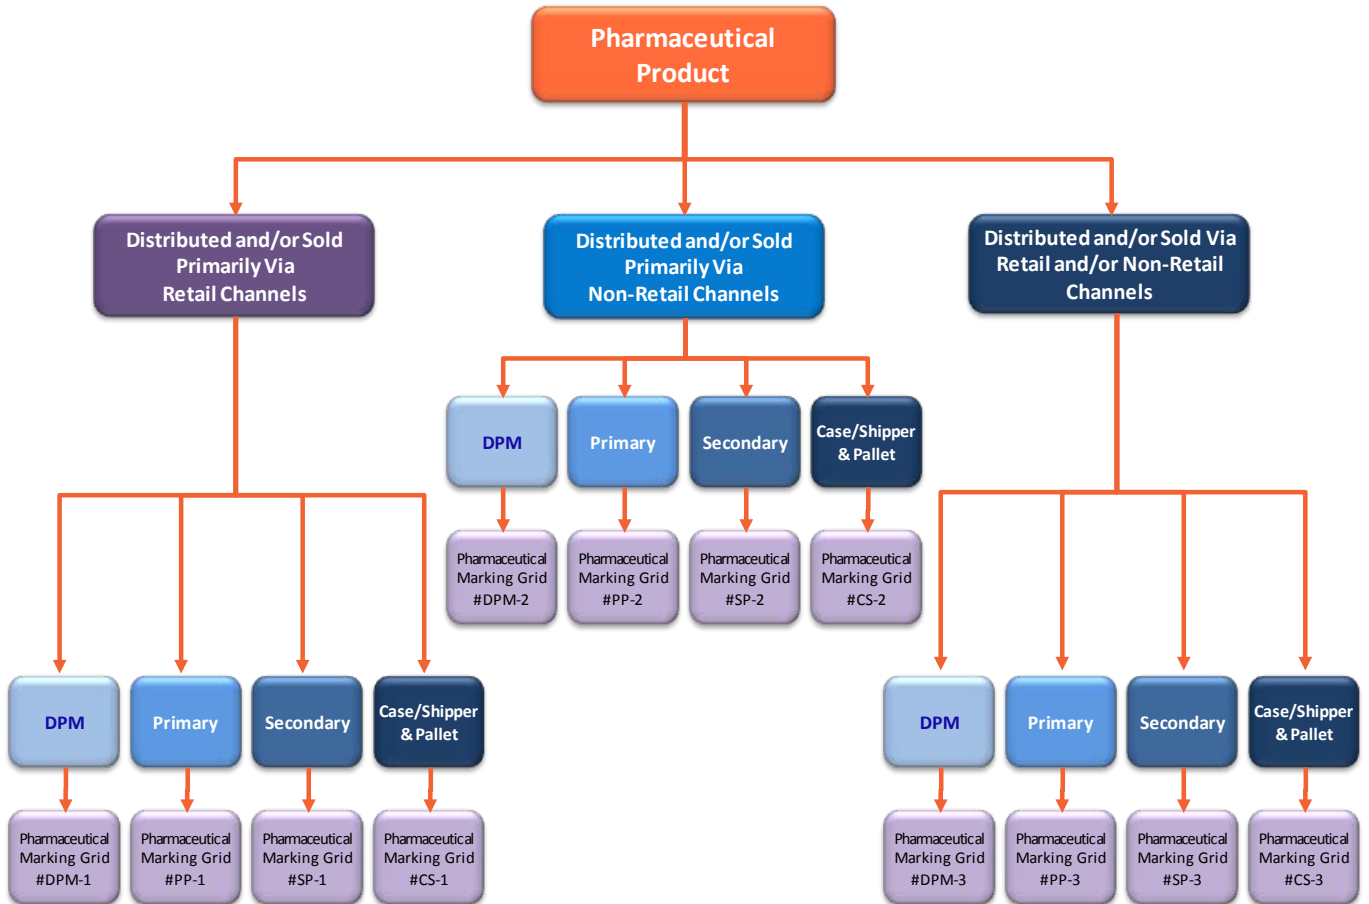 Pharmaceutical
Product
Distributed and/or Sold
Primarily Via
Retail Channels
Distributed and/or Sold
Primarily Via
Non-Retail Channels
Distributed and/or Sold Via
Retail and/or Non-Retail
Channels
DPM
Primary
Secondary
Case/Shipper
& Pallet
Pharmaceutical
Marking Grid
#DPM-2
Pharmaceutical
Marking Grid
#PP-2
Pharmaceutical
Marking Grid
#SP-2
Pharmaceutical
Marking Grid
#CS-2
DPM
Primary
Secondary
Case/Shipper
& Pallet
Pharmaceutical
Marking Grid
#DPM-1
Pharmaceutical
Marking Grid
#PP-1
Pharmaceutical
Marking Grid
#SP-1
Pharmaceutical
Marking Grid
#CS-1
DPM
Primary
Secondary
Case/Shipper
& Pallet
Pharmaceutical
Marking Grid
#DPM-3
Pharmaceutical
Marking Grid
#PP-3
Pharmaceutical
Marking Grid
#SP-3
Pharmaceutical
Marking Grid
#CS-3